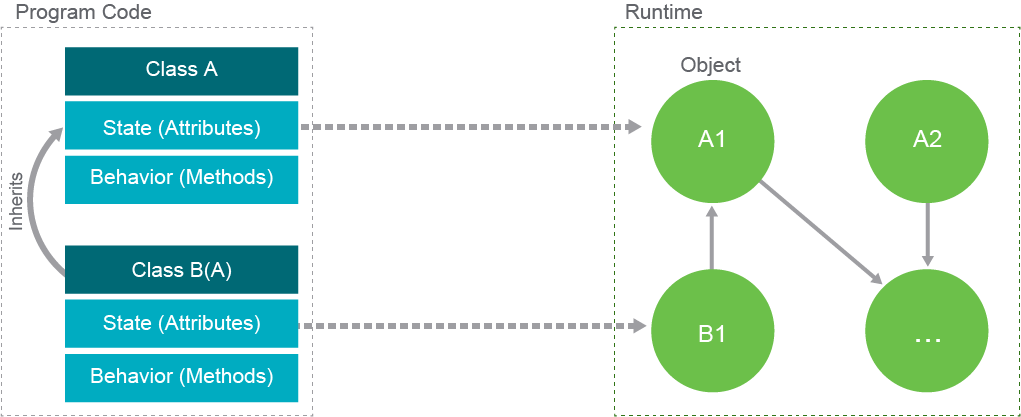 Program Code
Class A
State (Attributes)
Behavior (Methods)
Inherits
Class B(A)
State (Attributes)
Behavior (Methods)
Runtime
Object
A1
A2
B1
...